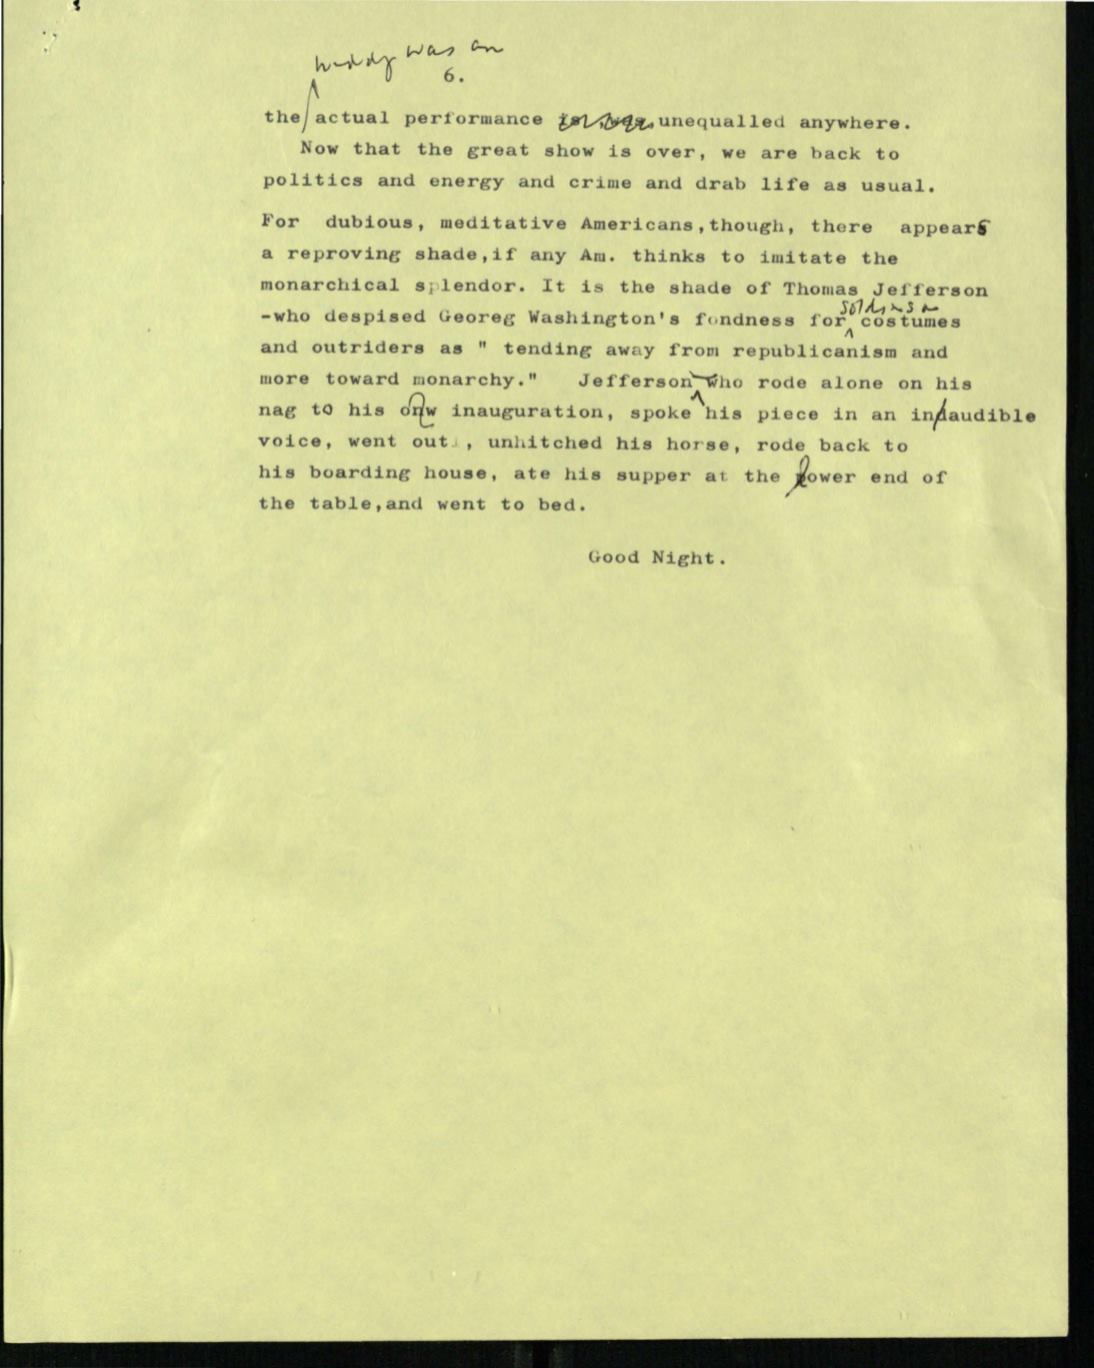 was an
6.
the actual performance unequalled anywhere.
Now that the great show is over, we are back to
politics and energy and crime and drab life as usual.
For dubious, meditative Americans,though, there appears
a reproving shade,if any Am. thinks to imitate the
monarchical splendor. It is the shade of Thomas Jefferson
-who despised Georeg Washington's fondness for costumes
and outriders as " tending away from republicanism and
more toward monarchy." Jefferson who rode alone on his
nag to his onw inauguration, spoke his piece in an inaudible
voice, went out , unhitched his horse, rode back to
his boarding house, ate his supper at the lower end of
the table,and went to bed.
Good Night.